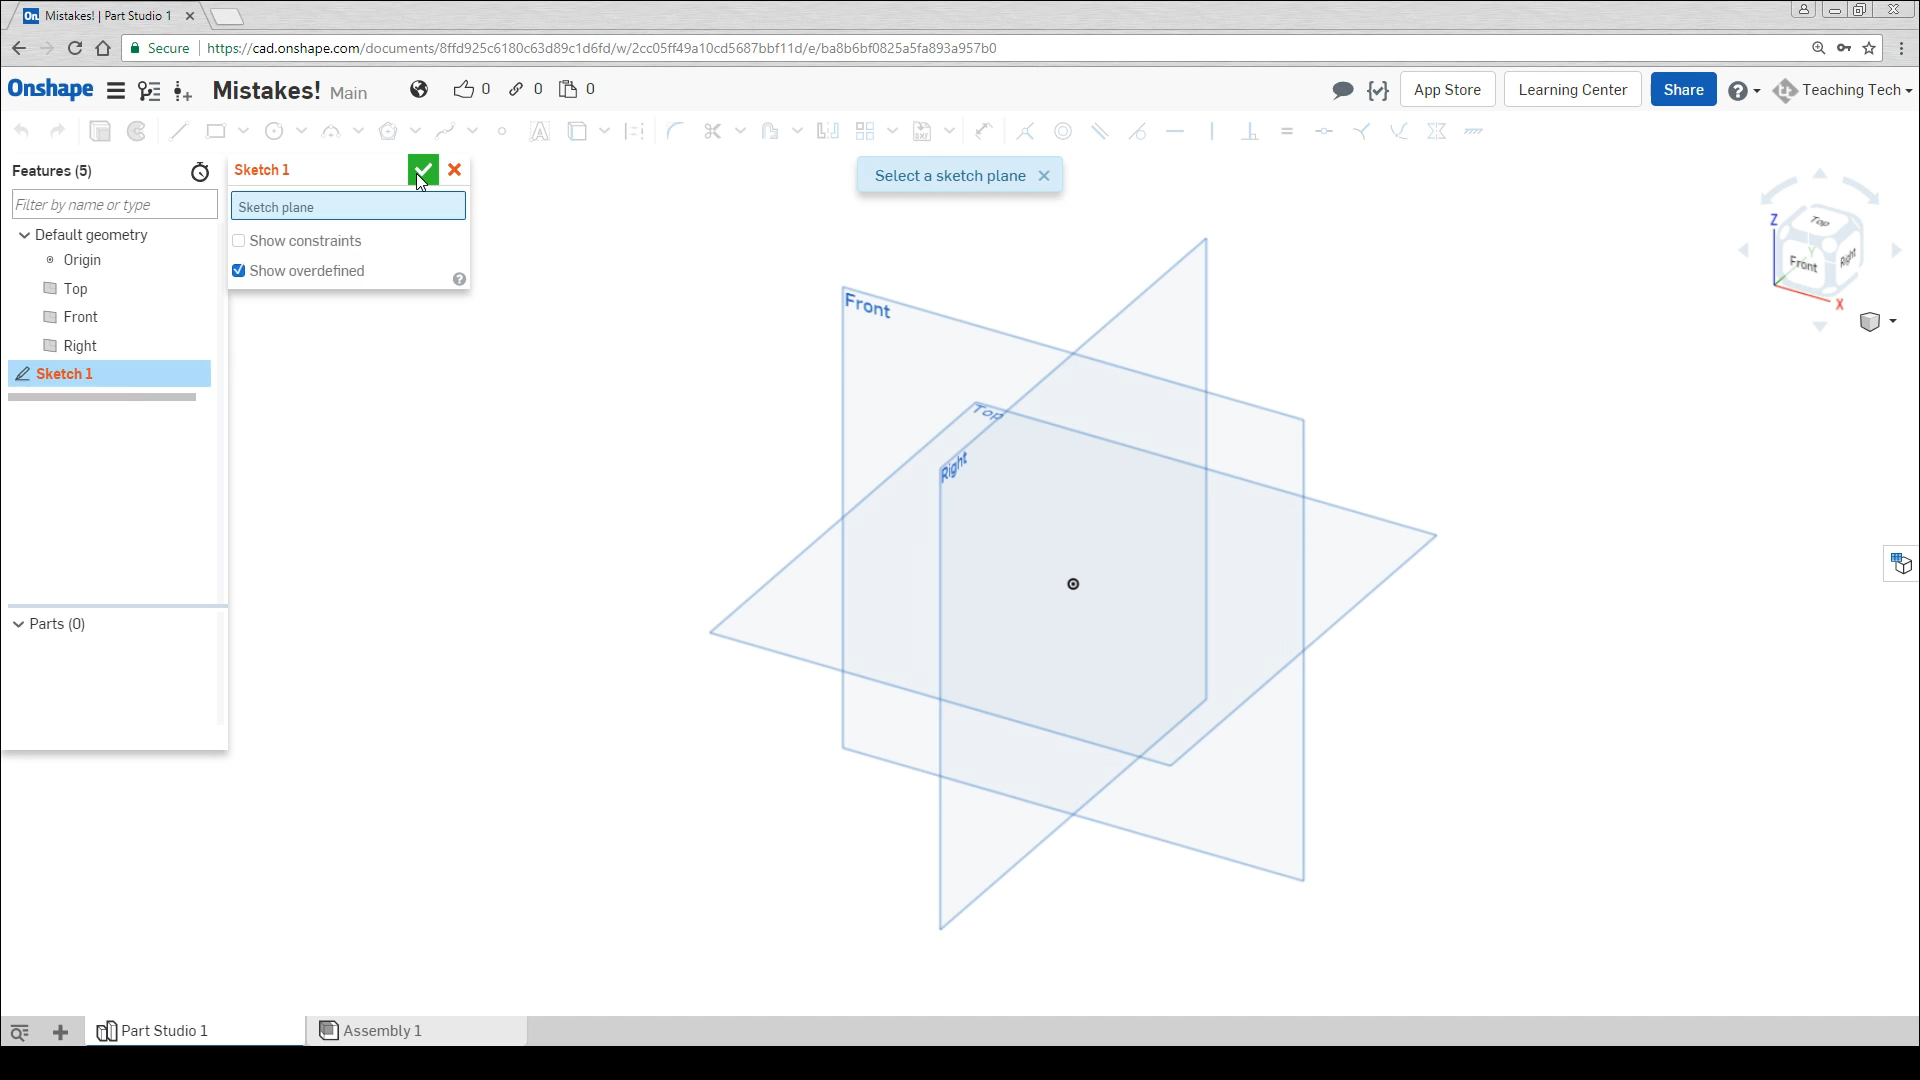 On Mistakes! | Part Studio 1
Secure https://cad.onshape.com/documents/8ffd925c6180c63d89c1d6fd/w/2cc05ff49a10cd5687bbf11d/e/ba8b6bf0825a5fa893a957b0
Onshape Mistakes! Main 0 0 0 App Store Learning Center Share Teaching Tech
Features (5)
Filter by name or type
Default geometry
Origin
Top
Front
Right
Sketch 1
Parts (0)
Sketch 1
Sketch plane
Show constraints
Show overdefined
Select a sketch plane
Front
Top
Right
Z
Top
Y
Front
Right
X
Part Studio 1
Assembly 1